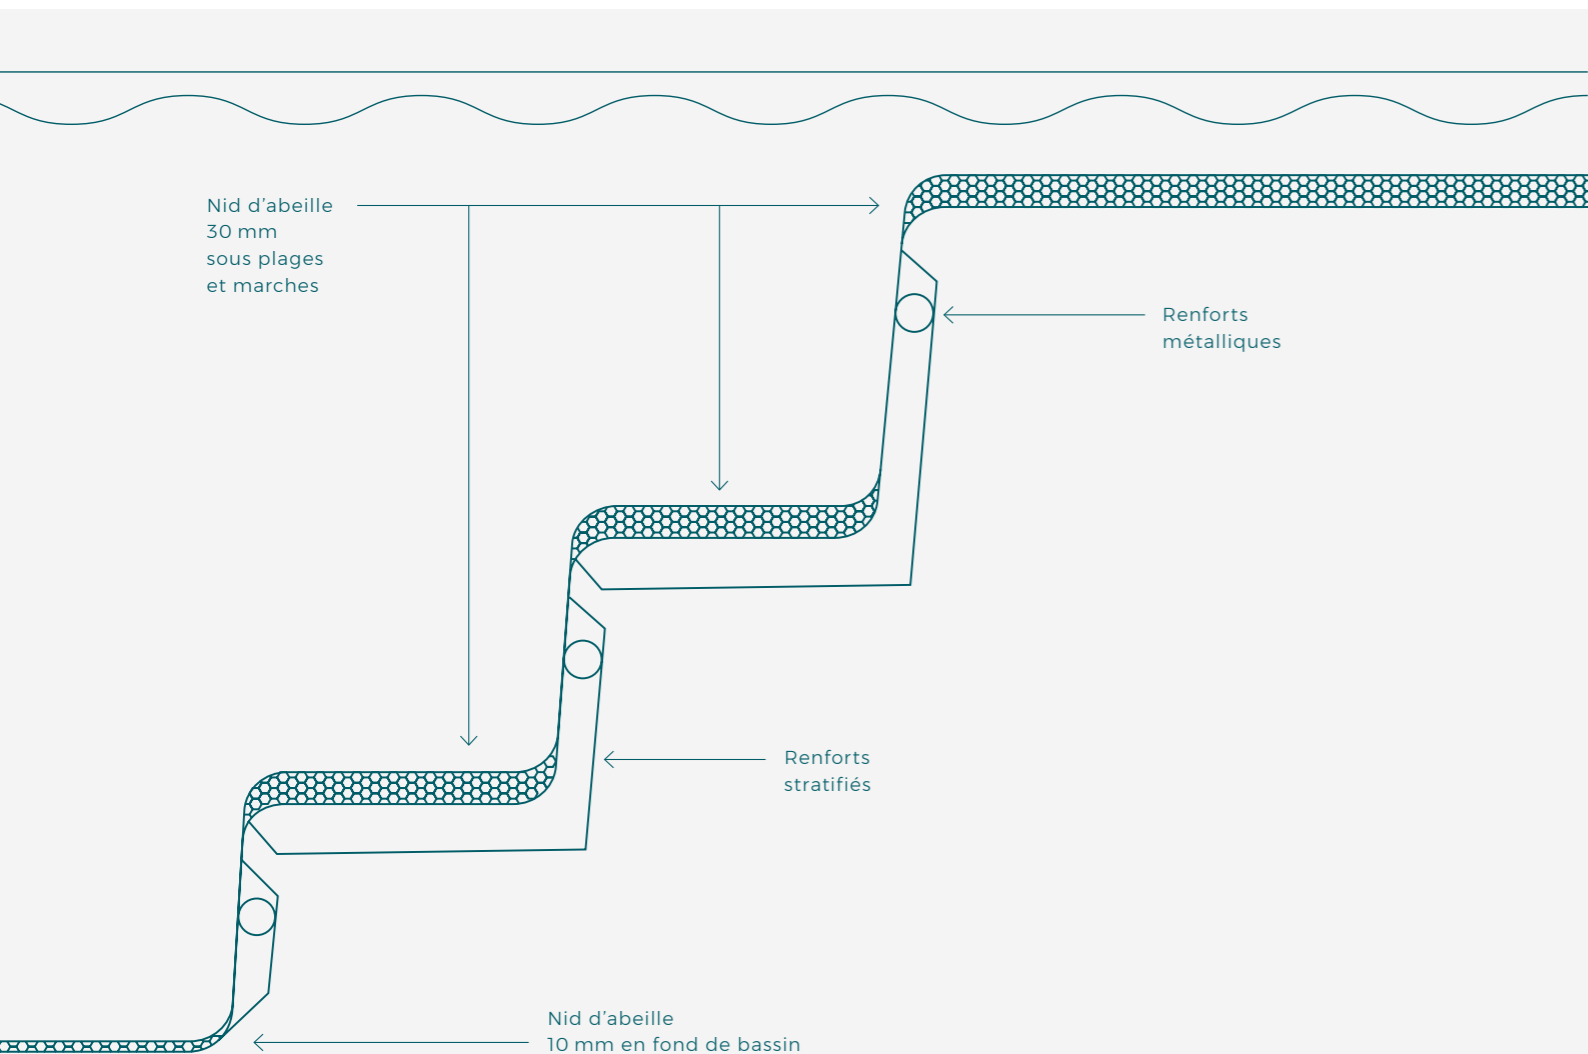 Nid d’abeille
30 mm
sous plages
et marches
Renforts
métalliques
Renforts
stratifiés
Nid d’abeille
10 mm en fond de bassin